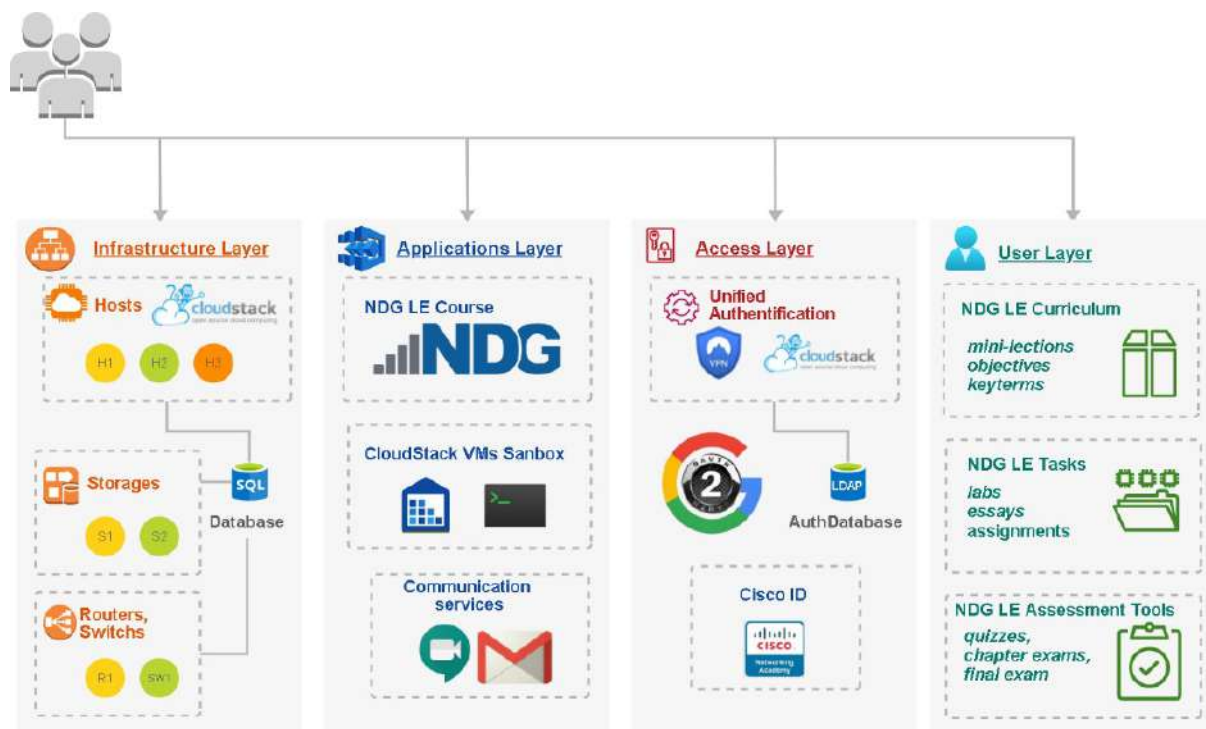 Infrastructure Layer
Hosts
cloudstack
open source cloud computing
H1
H2
H3
Storages
S1
S2
SQL
Database
Routers,
Switchs
R1
SW1
Applications Layer
NDG LE Course
NDG
CloudStack VMs Sanbox
>_
Communication
services
Access Layer
Unified
Authentification
VPN
cloudstack
open source cloud computing
OAUTH
2
LDAP
AuthDatabase
Cisco ID
CISCO
Networking
Academy
User Layer
NDG LE Curriculum
mini-lections
objectives
keyterms
NDG LE Tasks
labs
essays
assignments
NDG LE Assessment Tools
quizzes,
chapter exams,
final exam